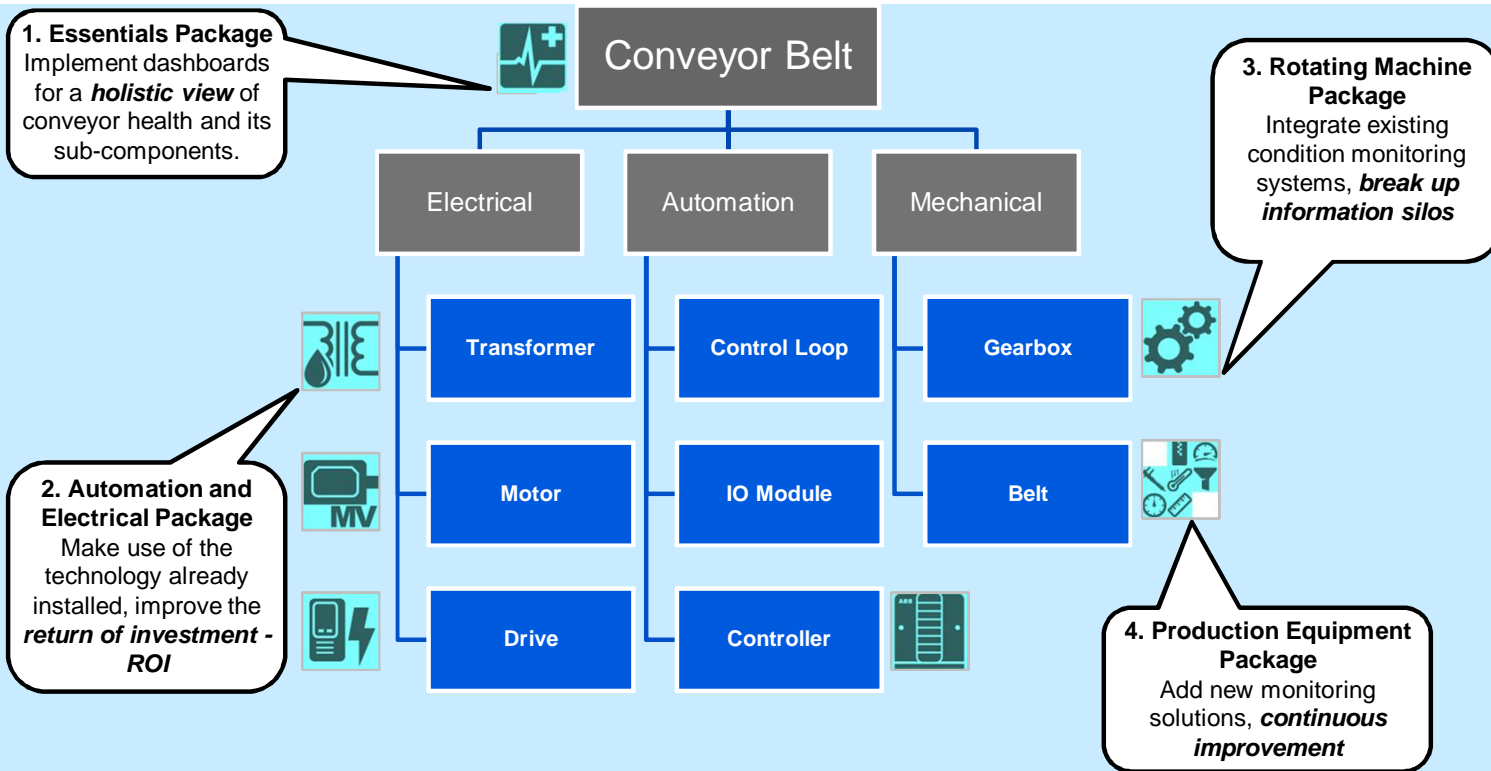 1. Essentials Package
Implement dashboards
for a holistic view of
conveyor health and its
sub-components.
Conveyor Belt
3. Rotating Machine
Package
Integrate existing
condition monitoring
systems, break up
information silos
Electrical
Automation
Mechanical
Transformer
Control Loop
Gearbox
2. Automation and
Electrical Package
Make use of the
technology already
installed, improve the
return of investment -
ROI
MV
Motor
IO Module
Belt
Drive
Controller
ABB
4. Production Equipment
Package
Add new monitoring
solutions, continuous
improvement